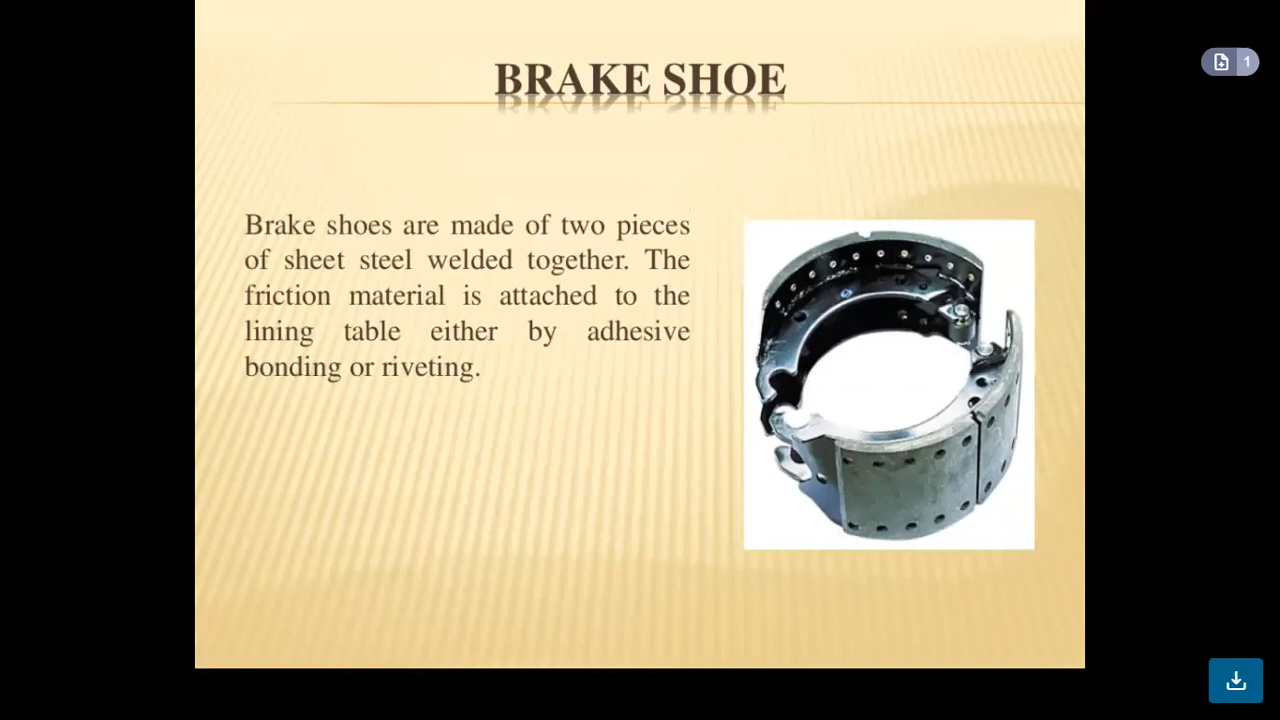 BRAKE SHOE
1
Brake shoes are made of two pieces
of sheet steel welded together. The
friction material is attached to the
lining table either by adhesive
bonding or riveting.